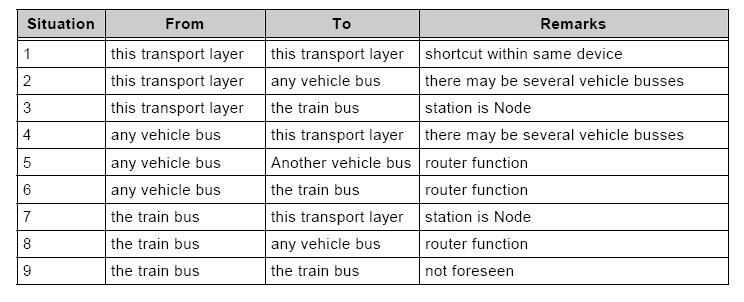 Situation From To Remarks
1 this transport layer this transport layer shortcut within same device
2 this transport layer any vehicle bus there may be several vehicle busses
3 this transport layer the train bus station is Node
4 any vehicle bus this transport layer there may be several vehicle busses
5 any vehicle bus Another vehicle bus router function
6 any vehicle bus the train bus router function
7 the train bus this transport layer station is Node
8 the train bus any vehicle bus router function
9 the train bus the train bus not foreseen